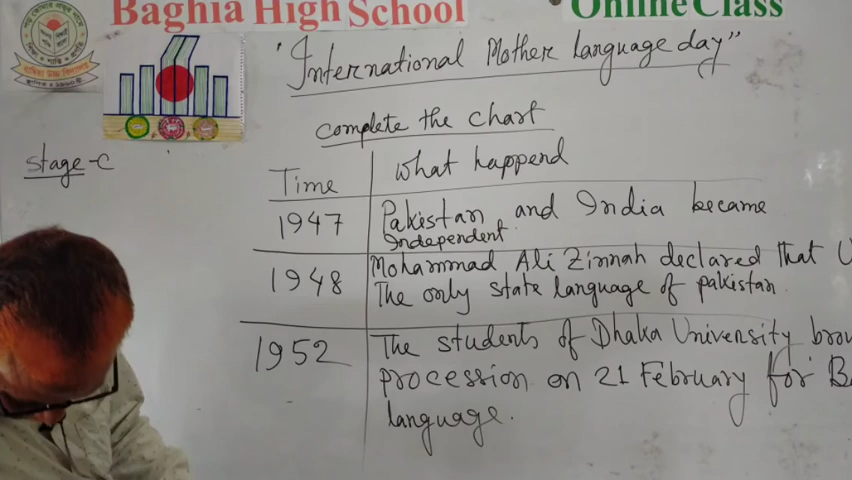 Baghia High School
Online Class
'International Mother Language day"
complete the chart
Stage-C
Time
what happend
1947
Pakistan and India became
Independent.
1948
Mohammad Ali Zinnah declared that U
The only state language of pakistan.
1952
The students of Dhaka University brou
procession on 21 February for Ba
language.